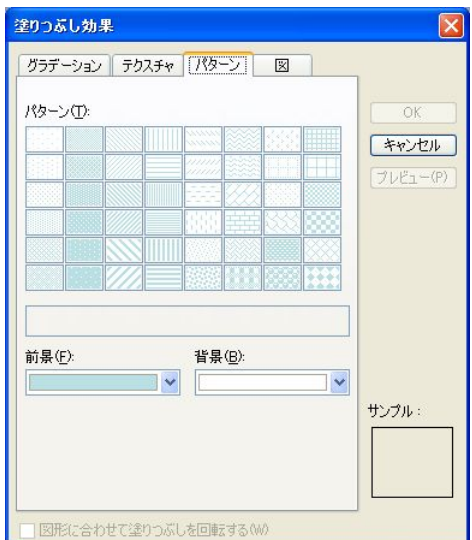 塗りつぶし効果
グラデーション テクスチャ パターン 図
パターン(T):
OK
キャンセル
プレビュー(P)
前景(F): 背景(B):
サンプル:
図形に合わせて塗りつぶしを回転する(W)